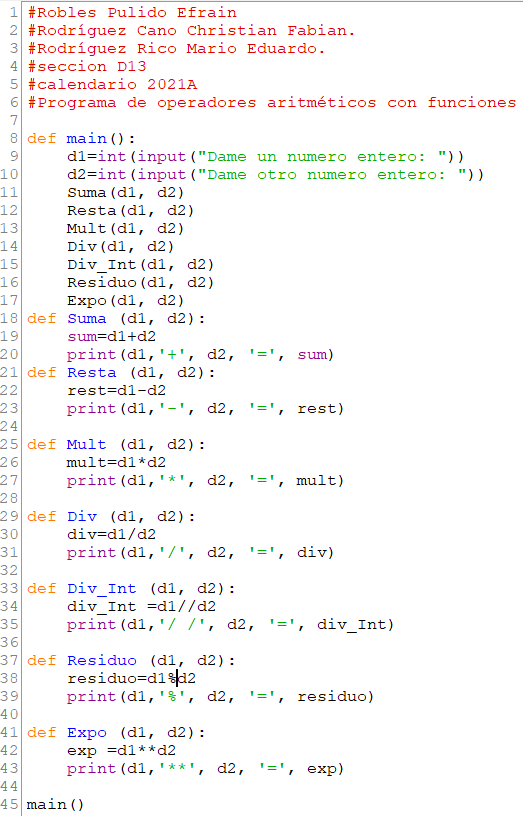 1 #Robles Pulido Efrain
2 #Rodríguez Cano Christian Fabian.
3 #Rodríguez Rico Mario Eduardo.
4 #seccion D13
5 #calendario 2021A
6 #Programa de operadores aritméticos con funciones
7
8 def main():
9     d1=int(input("Dame un numero entero: "))
10     d2=int(input("Dame otro numero entero: "))
11     Suma(d1, d2)
12     Resta(d1, d2)
13     Mult(d1, d2)
14     Div(d1, d2)
15     Div_Int(d1, d2)
16     Residuo(d1, d2)
17     Expo(d1, d2)
18 def Suma (d1, d2):
19     sum=d1+d2
20     print(d1,'+', d2, '=', sum)
21 def Resta (d1, d2):
22     rest=d1-d2
23     print(d1,'-', d2, '=', rest)
24
25 def Mult (d1, d2):
26     mult=d1*d2
27     print(d1,'*', d2, '=', mult)
28
29 def Div (d1, d2):
30     div=d1/d2
31     print(d1,'/', d2, '=', div)
32
33 def Div_Int (d1, d2):
34     div_Int =d1//d2
35     print(d1,'/ /', d2, '=', div_Int)
36
37 def Residuo (d1, d2):
38     residuo=d1%d2
39     print(d1,'%', d2, '=', residuo)
40
41 def Expo (d1, d2):
42     exp =d1**d2
43     print(d1,'**', d2, '=', exp)
44
45 main()